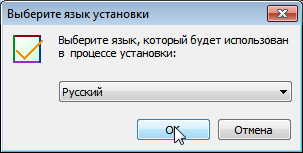 Выберите язык установки
Выберите язык, который будет использован
в процессе установки:
Русский
OK
Отмена